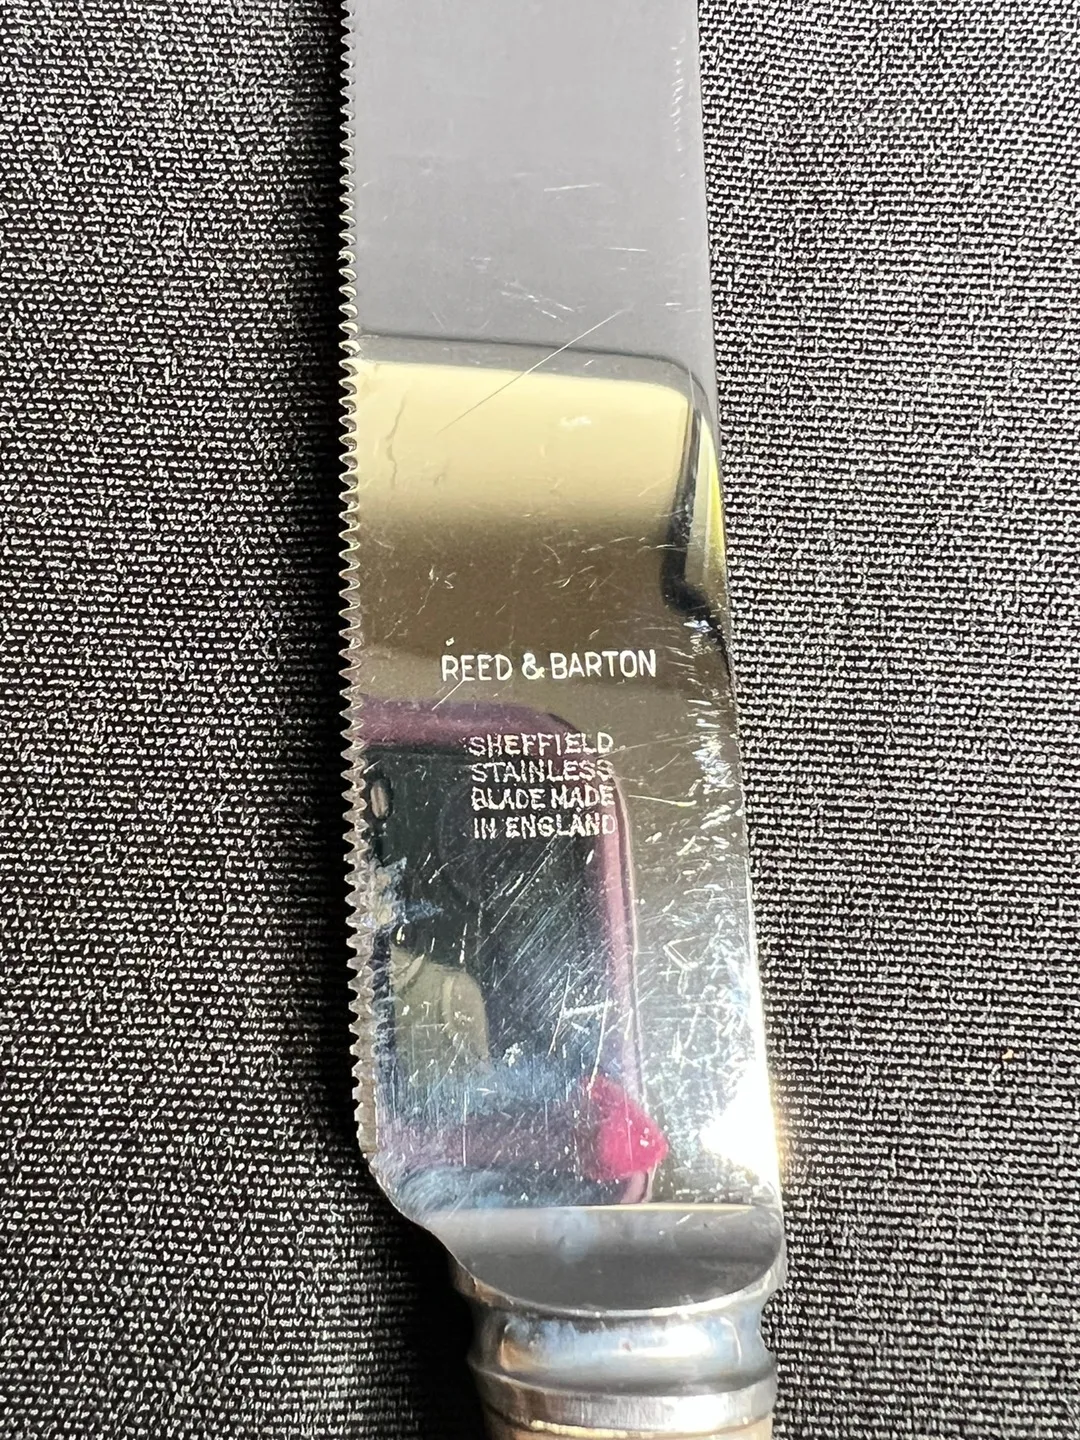 REED & BARTON
SHEFFIELD
STAINLESS
BLADE MADE
IN ENGLAND